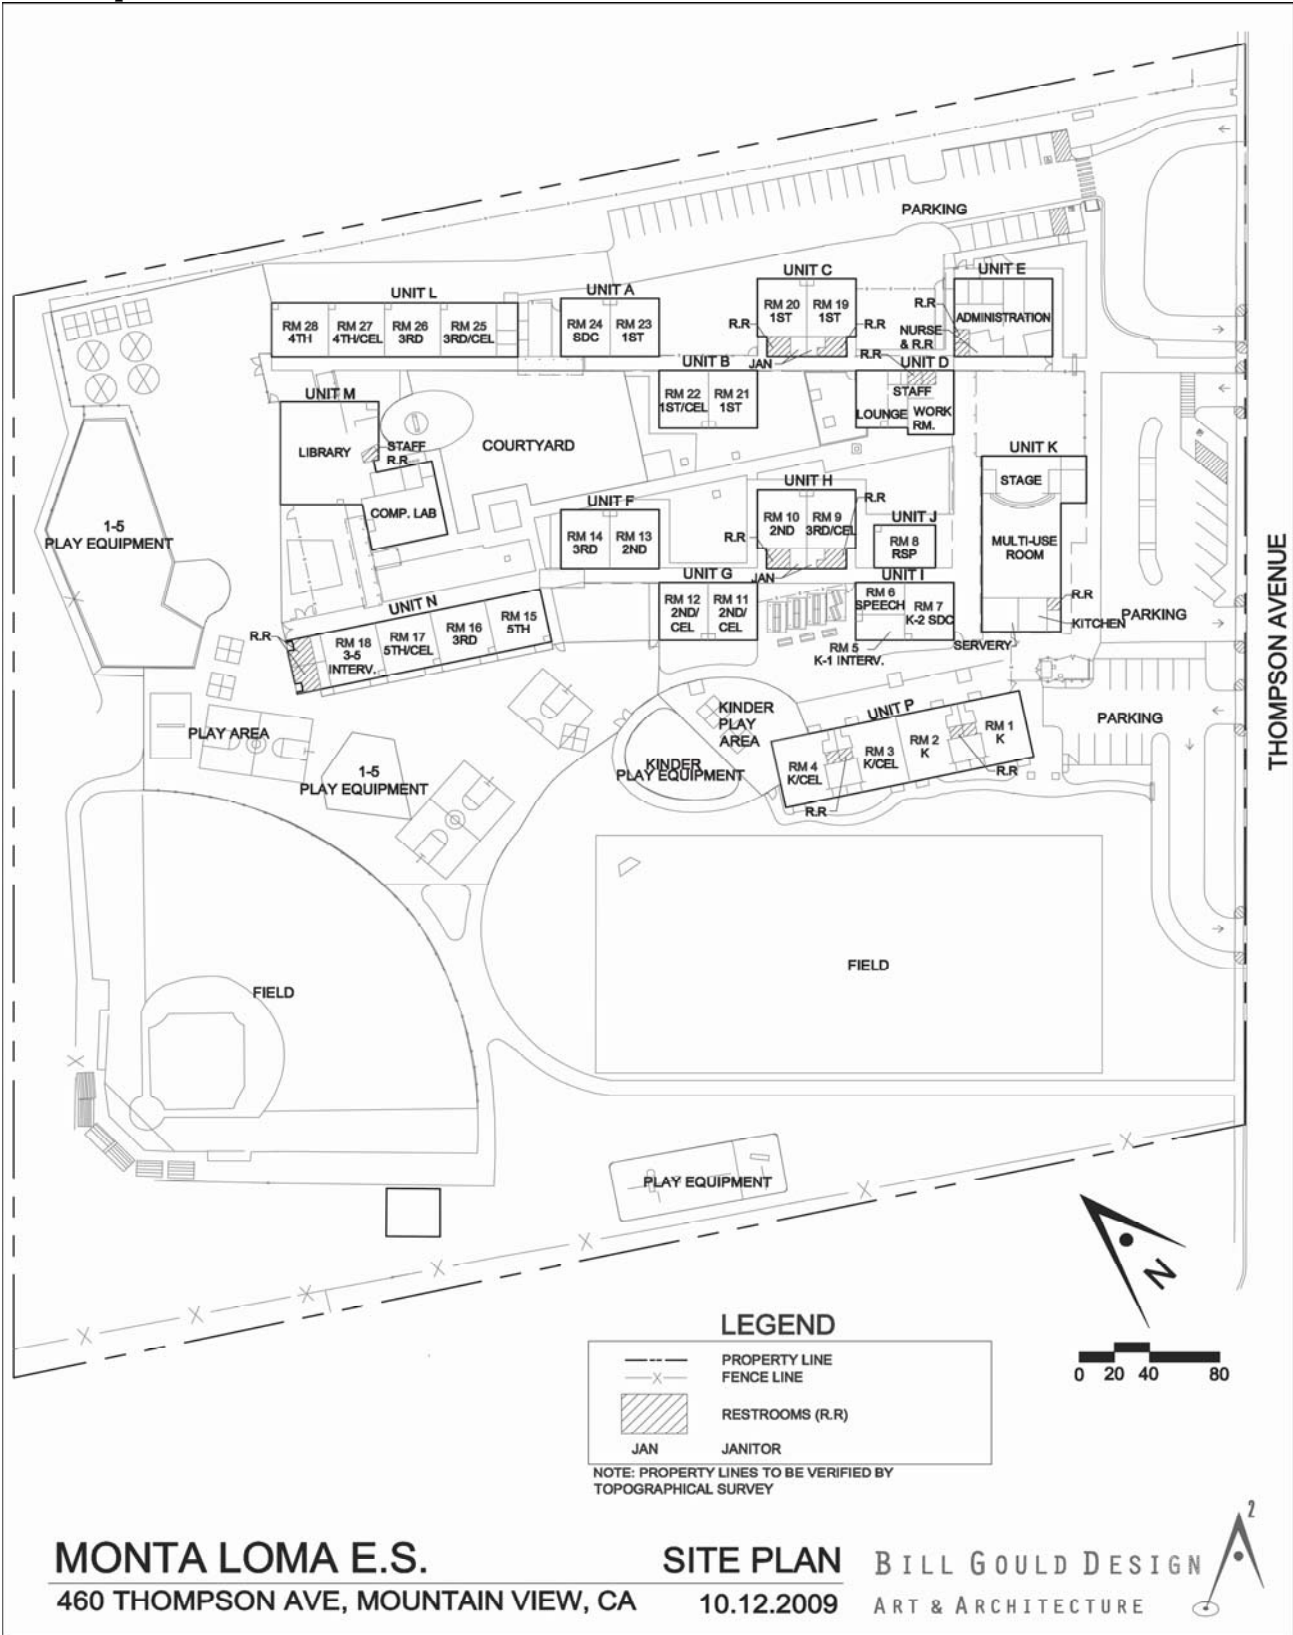 PARKING
UNIT C
UNIT E
UNIT L
UNIT A
RM 20
1ST
RM 19
1ST
R.R
ADMINISTRATION
RM 28
4TH
RM 27
4TH/CEL
RM 26
3RD
RM 25
3RD/CEL
RM 24
SDC
RM 23
1ST
R.R
R.R
NURSE
& R.R
JAN
R.R
UNIT B
UNIT D
UNIT M
RM 22
1ST/CEL
RM 21
1ST
STAFF
LOUNGE
WORK
RM.
LIBRARY
STAFF
R.R
COURTYARD
UNIT K
STAGE
COMP. LAB
UNIT F
UNIT H
R.R
1-5
PLAY EQUIPMENT
RM 14
3RD
RM 13
2ND
R.R
RM 10
2ND
RM 9
3RD/CEL
UNIT J
RM 8
RSP
MULTI-USE
ROOM
JAN
UNIT G
UNIT I
UNIT N
RM 12
2ND/
CEL
RM 11
2ND/
CEL
RM 6
SPEECH
RM 7
K-2 SDC
R.R
KITCHEN
PARKING
R.R
RM 18
3-5
INTERV.
RM 17
5TH/CEL
RM 16
3RD
RM 15
5TH
RM 5
K-1 INTERV.
SERVERY
THOMPSON AVENUE
PLAY AREA
KINDER
PLAY
AREA
UNIT P
PARKING
1-5
PLAY EQUIPMENT
KINDER
PLAY EQUIPMENT
RM 4
K/CEL
RM 3
K/CEL
RM 2
K
RM 1
K
R.R
R.R
FIELD
FIELD
PLAY EQUIPMENT
N
LEGEND
PROPERTY LINE
X FENCE LINE
RESTROOMS (R.R)
JAN JANITOR
0 20 40 80
NOTE: PROPERTY LINES TO BE VERIFIED BY
TOPOGRAPHICAL SURVEY
MONTA LOMA E.S.
460 THOMPSON AVE, MOUNTAIN VIEW, CA
SITE PLAN
10.12.2009
BILL GOULD DESIGN
ART & ARCHITECTURE
2